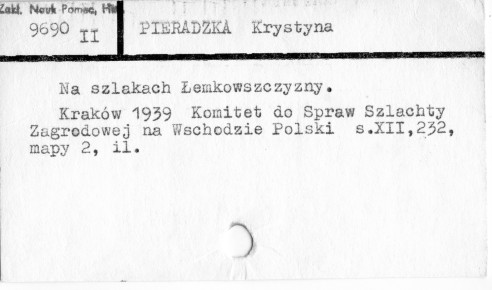 Zakł. Nauk Pomoc. Hist
9690 II
PIERADZKA Krystyna
Na szlakach Łemkowszczyzny.
Kraków 1939 Komitet do Spraw Szlachty
Zagrodowej na Wschodzie Polski s.XII,232,
mapy 2, il.